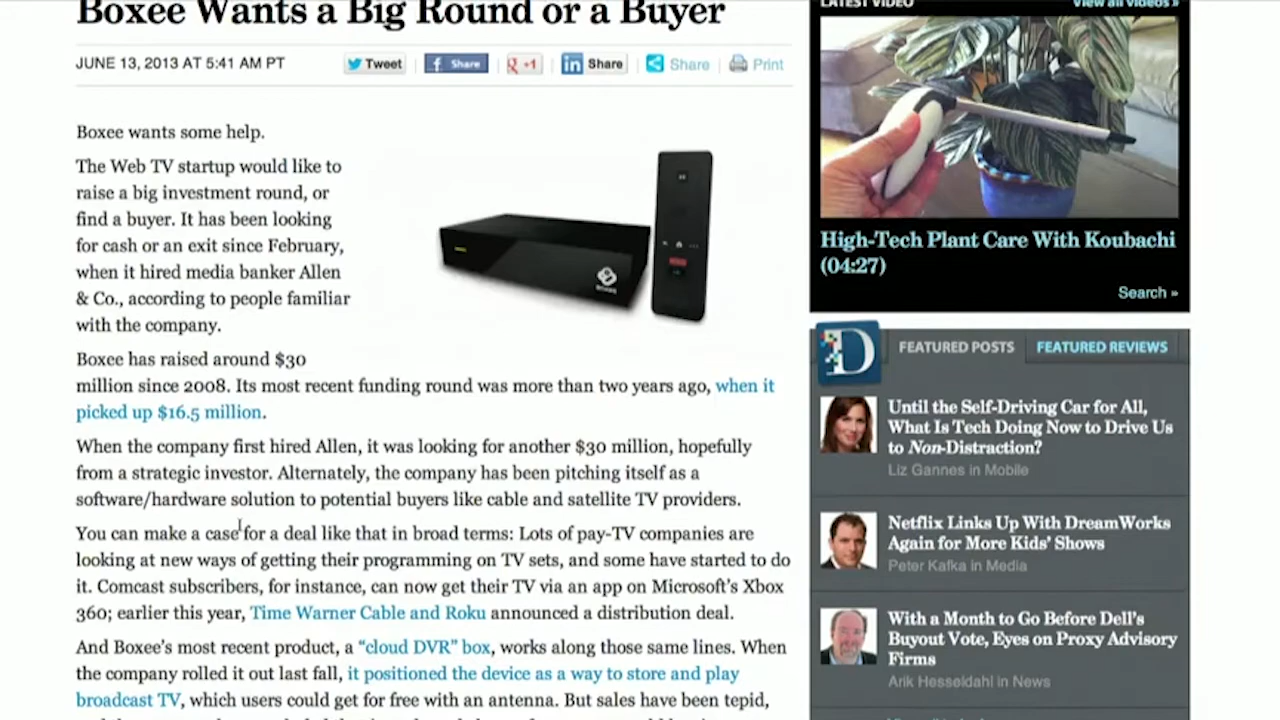 Boxee Wants a Big Round or a Buyer
JUNE 13, 2013 AT 5:41 AM PT
Tweet
Share
+1
in Share
Share
Print
Boxee wants some help.
The Web TV startup would like to
raise a big investment round, or
find a buyer. It has been looking
for cash or an exit since February,
when it hired media banker Allen
& Co., according to people familiar
with the company.
Boxee has raised around $30
million since 2008. Its most recent funding round was more than two years ago, when it
picked up $16.5 million.
When the company first hired Allen, it was looking for another $30 million, hopefully
from a strategic investor. Alternately, the company has been pitching itself as a
software/hardware solution to potential buyers like cable and satellite TV providers.
You can make a case for a deal like that in broad terms: Lots of pay-TV companies are
looking at new ways of getting their programming on TV sets, and some have started to do
it. Comcast subscribers, for instance, can now get their TV via an app on Microsoft's Xbox
360; earlier this year, Time Warner Cable and Roku announced a distribution deal.
And Boxee's most recent product, a "cloud DVR" box, works along those same lines. When
the company rolled it out last fall, it positioned the device as a way to store and play
broadcast TV, which users could get for free with an antenna. But sales have been tepid,
LATEST VIDEO
View all videos »
High-Tech Plant Care With Koubachi
(04:27)
Search »
D
FEATURED POSTS
FEATURED REVIEWS
Until the Self-Driving Car for All,
What Is Tech Doing Now to Drive Us
to Non-Distraction?
Liz Gannes in Mobile
Netflix Links Up With DreamWorks
Again for More Kids' Shows
Peter Kafka in Media
With a Month to Go Before Dell's
Buyout Vote, Eyes on Proxy Advisory
Firms
Arik Hesseldahl in News